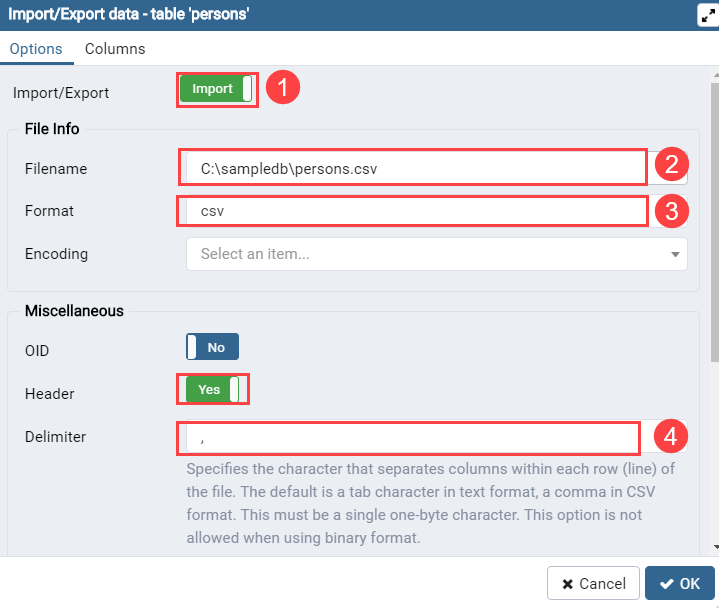 Import/Export data - table 'persons'
Options Columns
Import/Export Import 1
File Info
Filename C:\sampledb\persons.csv 2
Format csv 3
Encoding Select an item...
Miscellaneous
OID No
Header Yes
Delimiter , 4
Specifies the character that separates columns within each row (line) of
the file. The default is a tab character in text format, a comma in CSV
format. This must be a single one-byte character. This option is not
allowed when using binary format.
Cancel OK